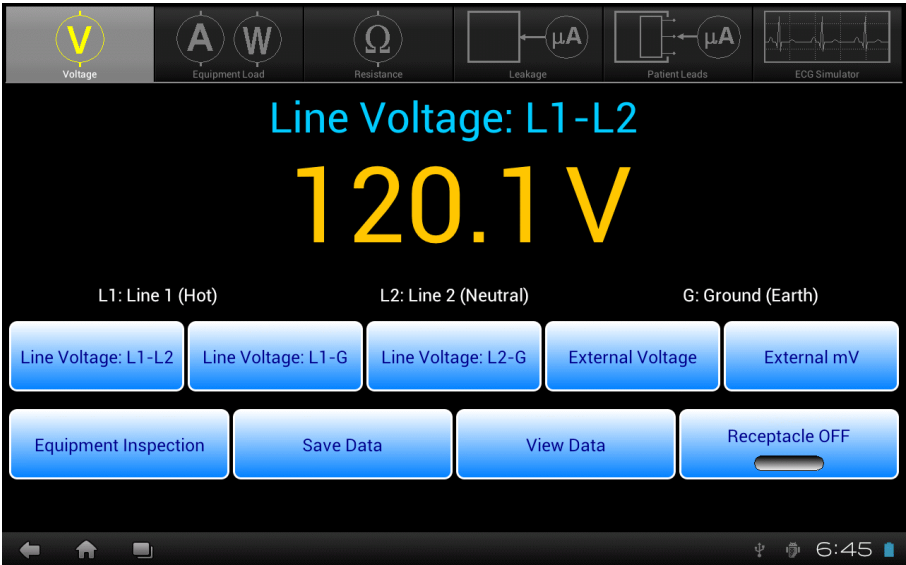 V A W Ω μA μA
Voltage Equipment Load Resistance Leakage Patient Leads ECG Simulator
Line Voltage: L1-L2
120.1 V
L1: Line 1 (Hot) L2: Line 2 (Neutral) G: Ground (Earth)
Line Voltage: L1-L2 Line Voltage: L1-G Line Voltage: L2-G External Voltage External mV
Equipment Inspection Save Data View Data Receptacle OFF
6:45